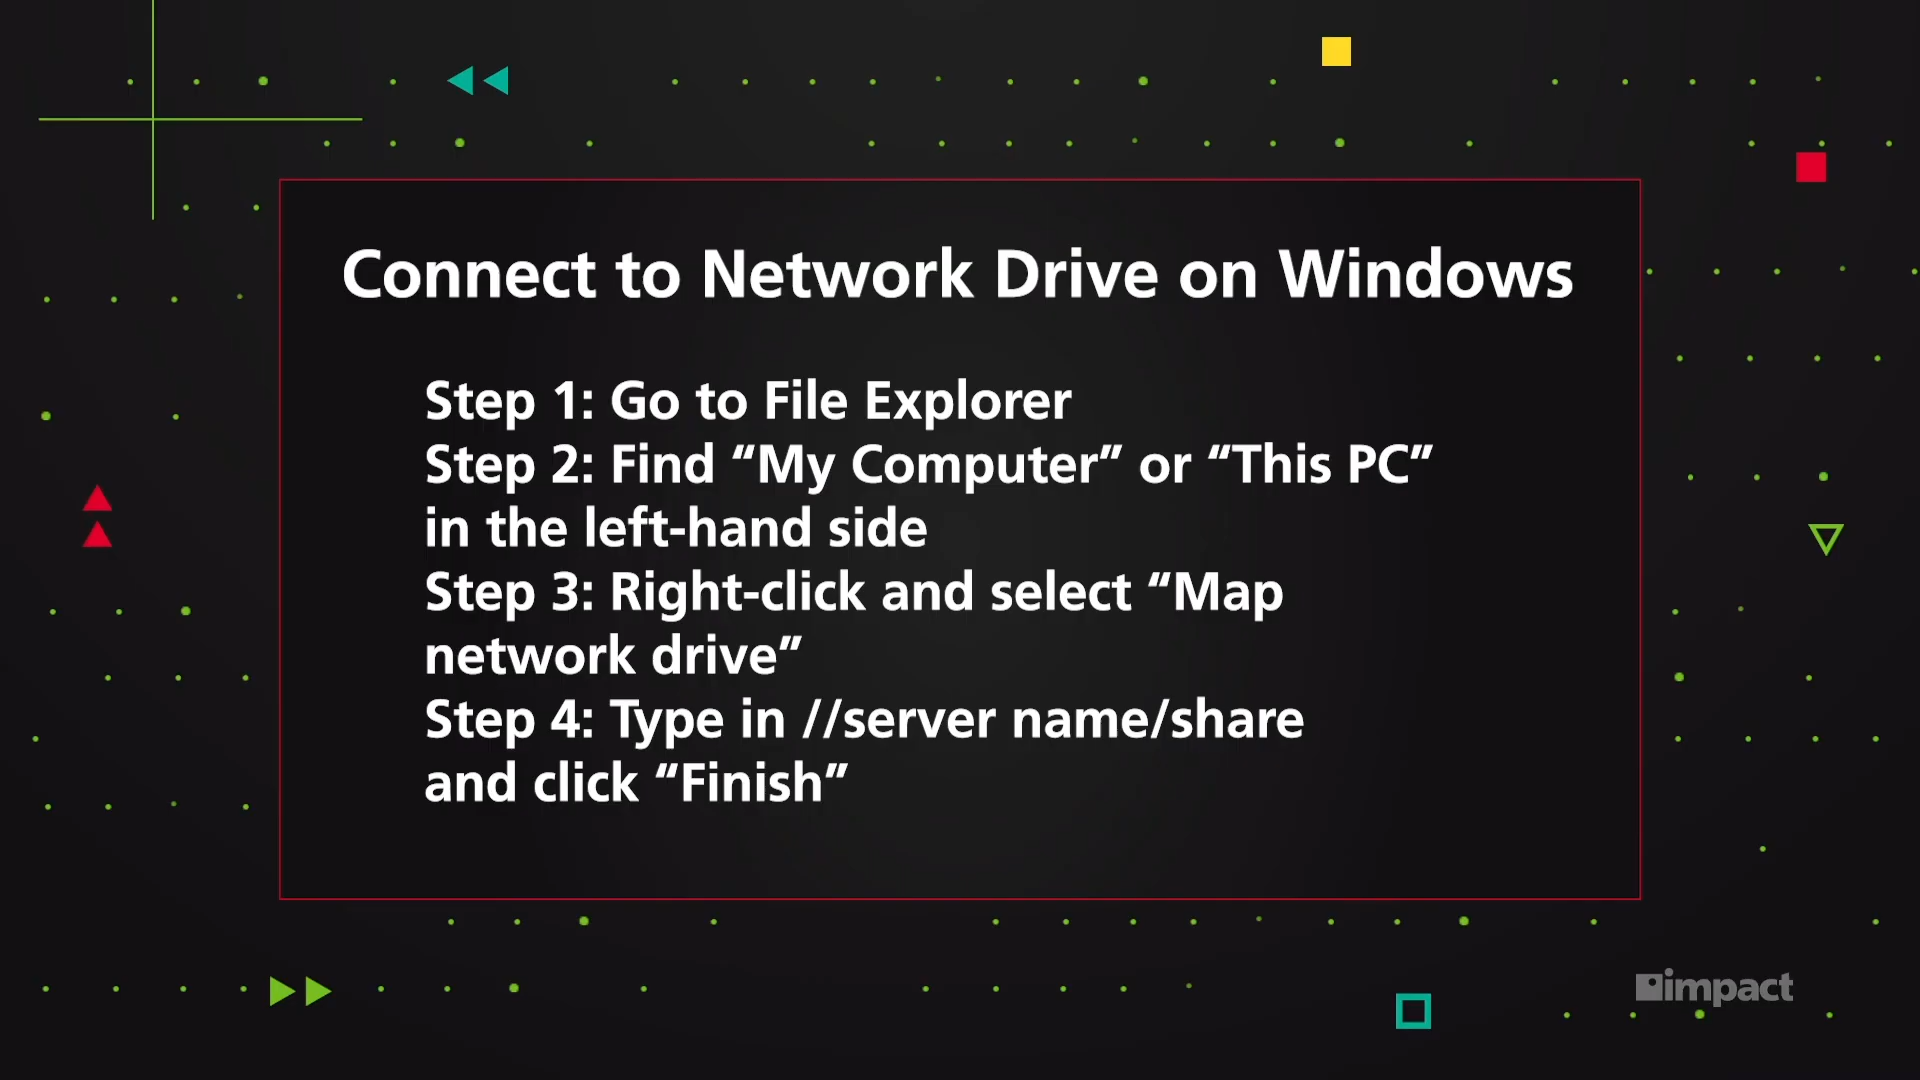 Connect to Network Drive on Windows
Step 1: Go to File Explorer
Step 2: Find “My Computer” or “This PC”
in the left-hand side
Step 3: Right-click and select “Map
network drive”
Step 4: Type in //server name/share
and click “Finish”
impact